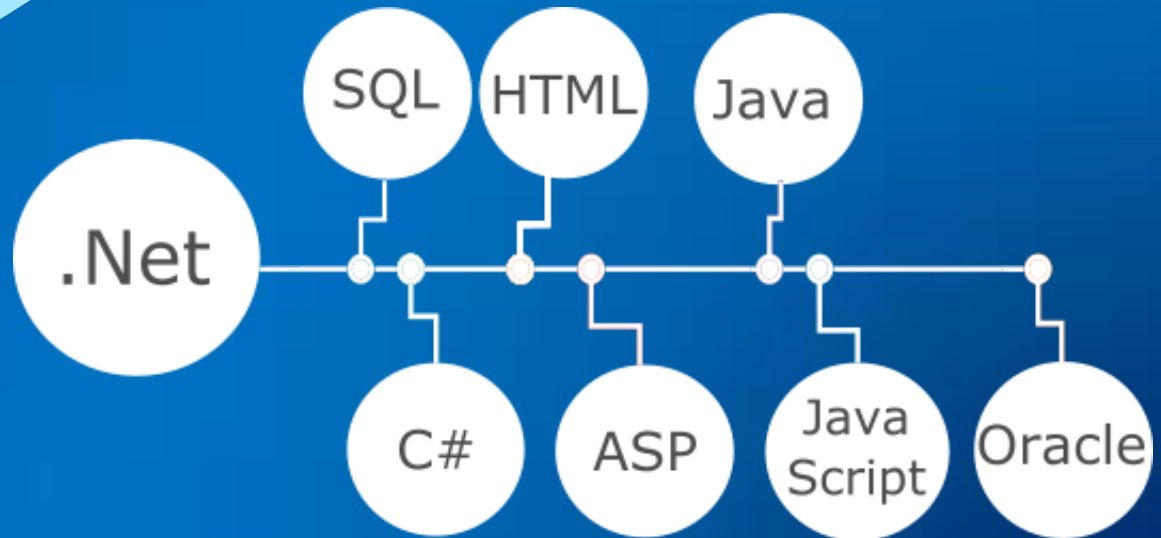 .Net
SQL
HTML
Java
C#
ASP
Java
Script
Oracle